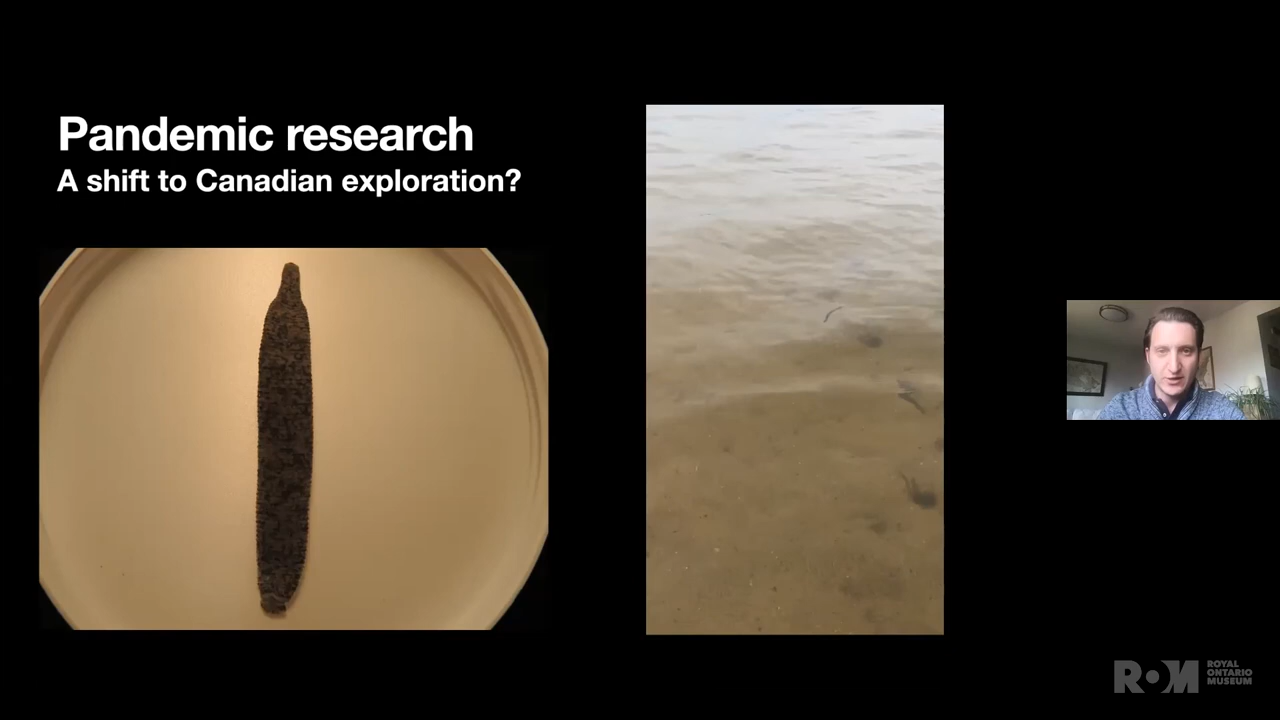 Pandemic research
A shift to Canadian exploration?
ROM
ROYAL
ONTARIO
MUSEUM